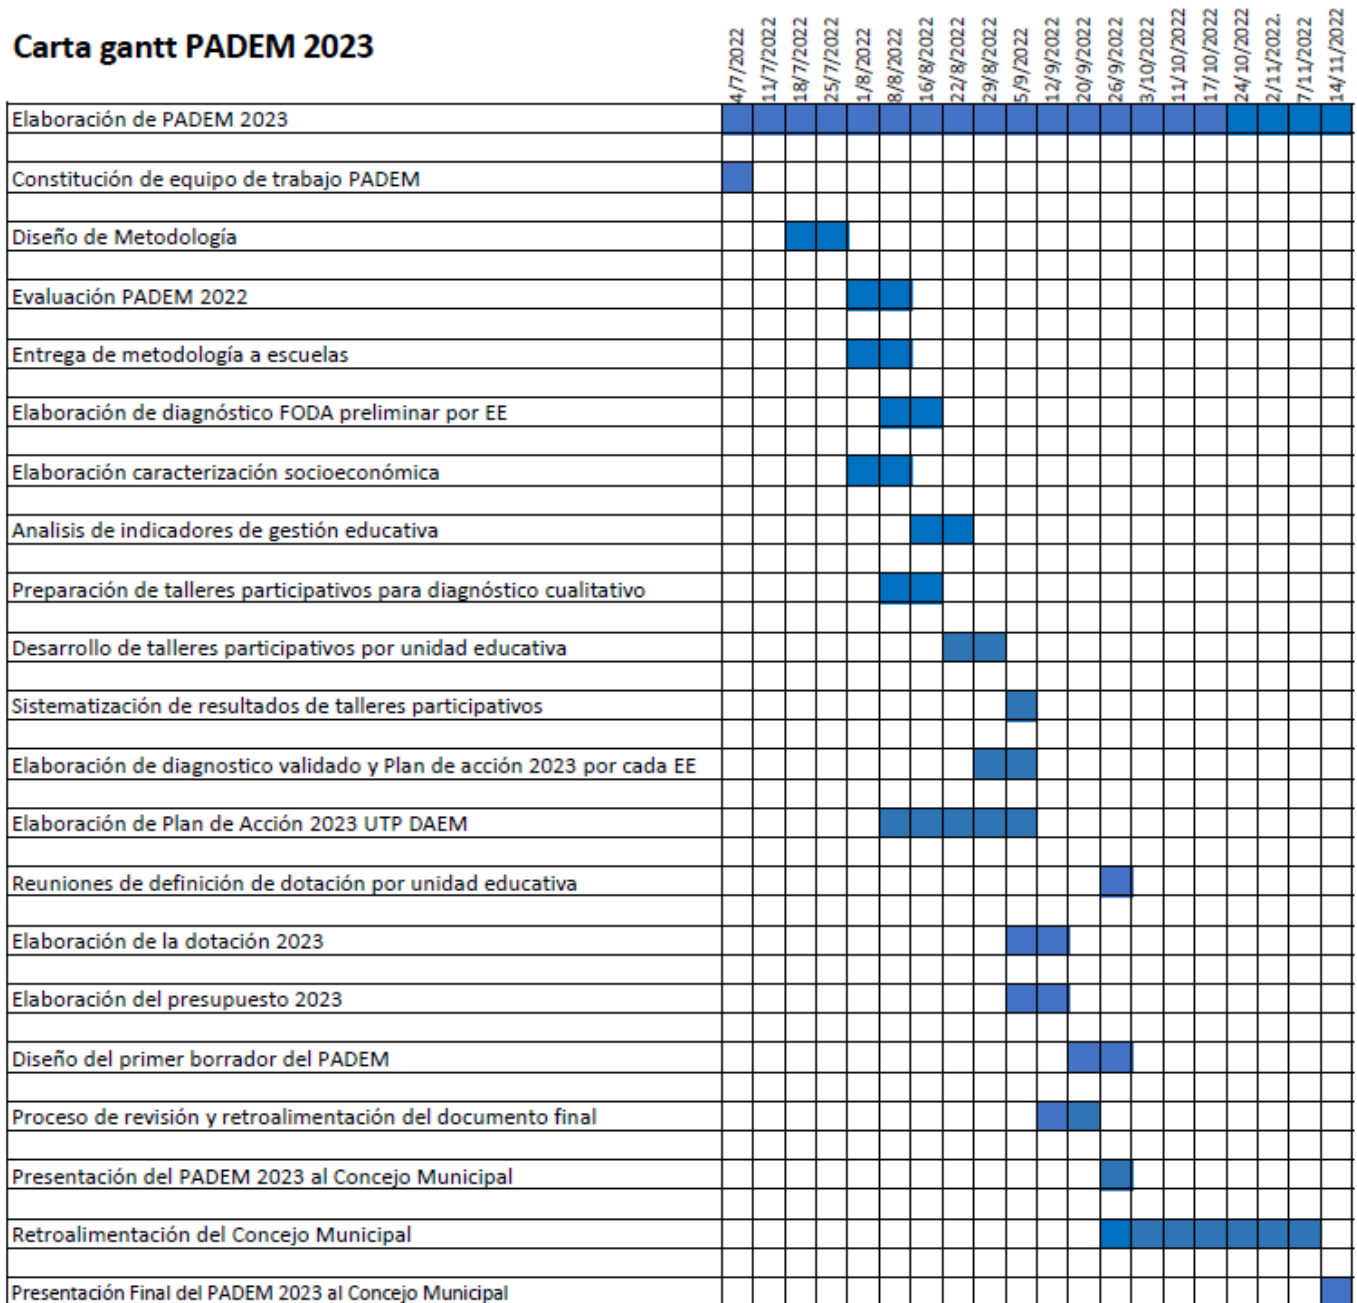 Carta gantt PADEM 2023
4/7/2022
11/7/2022
18/7/2022
25/7/2022
1/8/2022
8/8/2022
16/8/2022
22/8/2022
29/8/2022
5/9/2022
12/9/2022
20/9/2022
26/9/2022
3/10/2022
11/10/2022
17/10/2022
24/10/2022
2/11/2022.
7/11/2022
14/11/2022
Elaboración de PADEM 2023
Constitución de equipo de trabajo PADEM
Diseño de Metodología
Evaluación PADEM 2022
Entrega de metodología a escuelas
Elaboración de diagnóstico FODA preliminar por EE
Elaboración caracterización socioeconómica
Analisis de indicadores de gestión educativa
Preparación de talleres participativos para diagnóstico cualitativo
Desarrollo de talleres participativos por unidad educativa
Sistematización de resultados de talleres participativos
Elaboración de diagnostico validado y Plan de acción 2023 por cada EE
Elaboración de Plan de Acción 2023 UTP DAEM
Reuniones de definición de dotación por unidad educativa
Elaboración de la dotación 2023
Elaboración del presupuesto 2023
Diseño del primer borrador del PADEM
Proceso de revisión y retroalimentación del documento final
Presentación del PADEM 2023 al Concejo Municipal
Retroalimentación del Concejo Municipal
Presentación Final del PADEM 2023 al Concejo Municipal